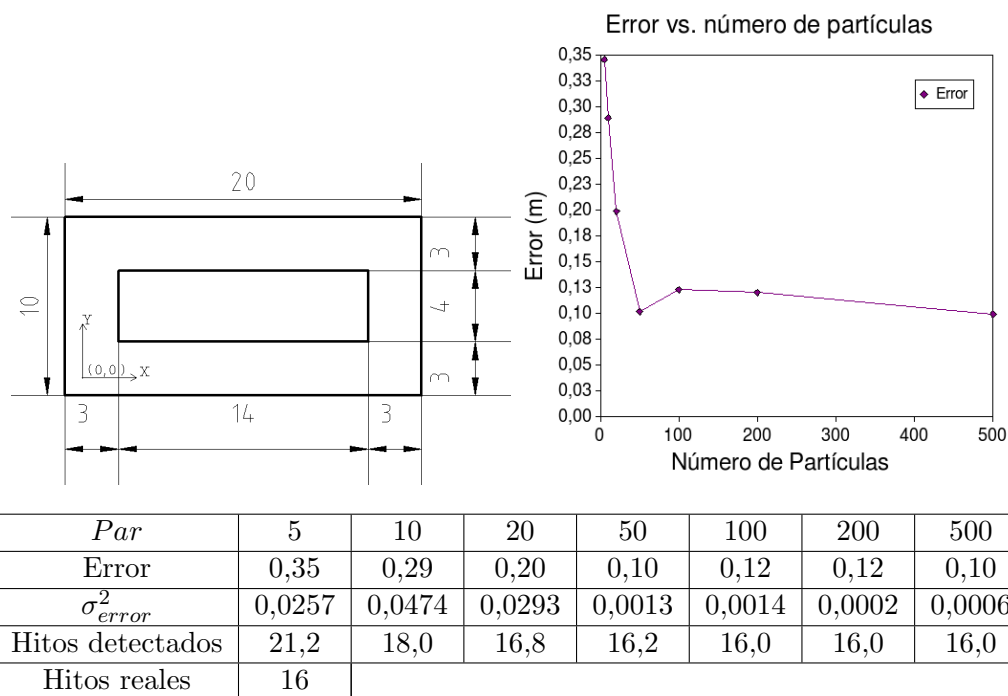 Error vs. número de partículas
0,35
0,33
0,30
0,28
0,25
0,23
0,20
0,18
0,15
0,13
0,10
0,08
0,05
0,03
0,00
Error (m)
Error
0 100 200 300 400 500
Número de Partículas
20
10
3
4
3
Y
(0,0) X
3 14 3
Par 5 10 20 50 100 200 500
Error 0,35 0,29 0,20 0,10 0,12 0,12 0,10
σ²error 0,0257 0,0474 0,0293 0,0013 0,0014 0,0002 0,0006
Hitos detectados 21,2 18,0 16,8 16,2 16,0 16,0 16,0
Hitos reales 16